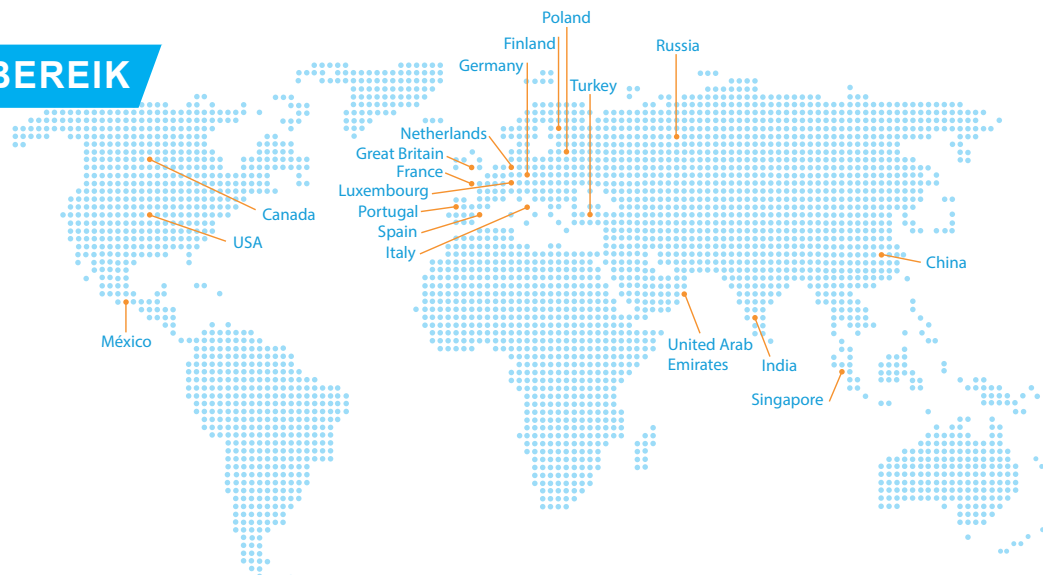 BEREIK
Poland
Finland
Russia
Germany
Turkey
Netherlands
Great Britain
France
Luxembourg
Portugal
Spain
Italy
Canada
USA
México
China
United Arab
Emirates
India
Singapore